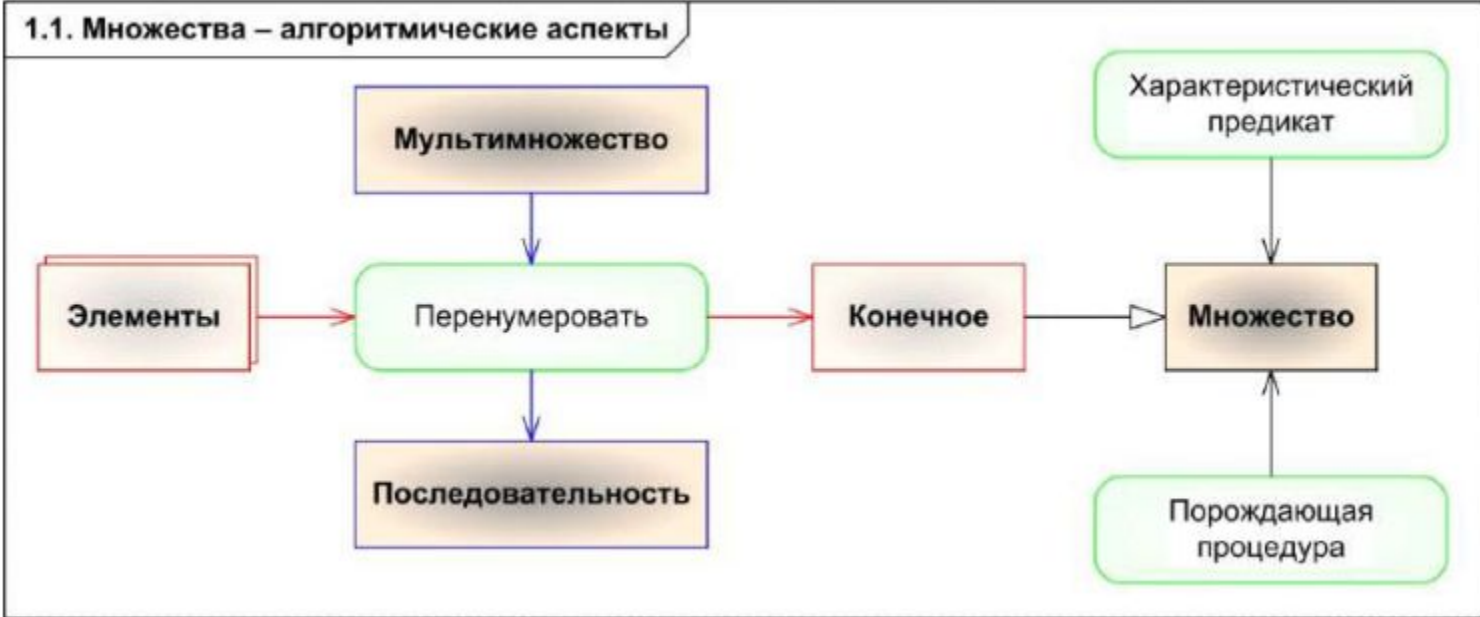 1.1. Множества – алгоритмические аспекты
Характеристический
предикат
Мультимножество
Элементы
Перенумеровать
Конечное
Множество
Последовательность
Порождающая
процедура